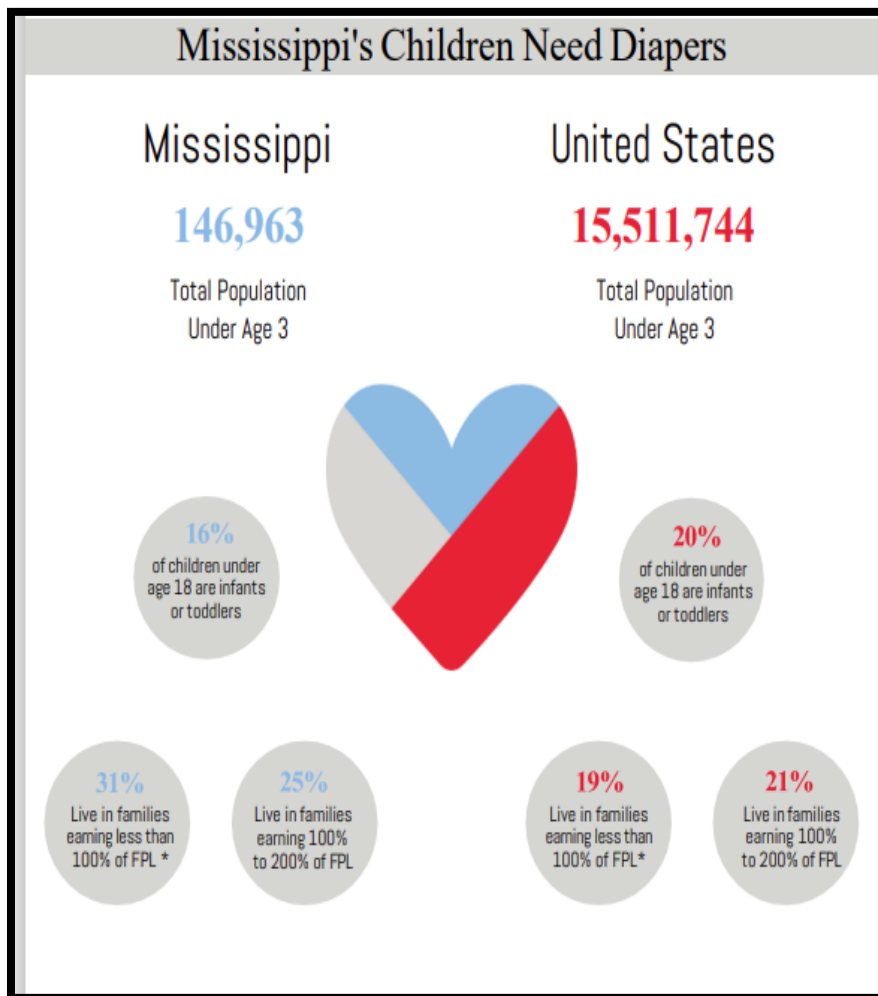 Mississippi's Children Need Diapers
Mississippi
146,963
Total Population
Under Age 3
United States
15,511,744
Total Population
Under Age 3
16%
of children under
age 18 are infants
or toddlers
20%
of children under
age 18 are infants
or toddlers
31%
Live in families
earning less than
100% of FPL *
25%
Live in families
earning 100%
to 200% of FPL
19%
Live in families
earning less than
100% of FPL*
21%
Live in families
earning 100%
to 200% of FPL